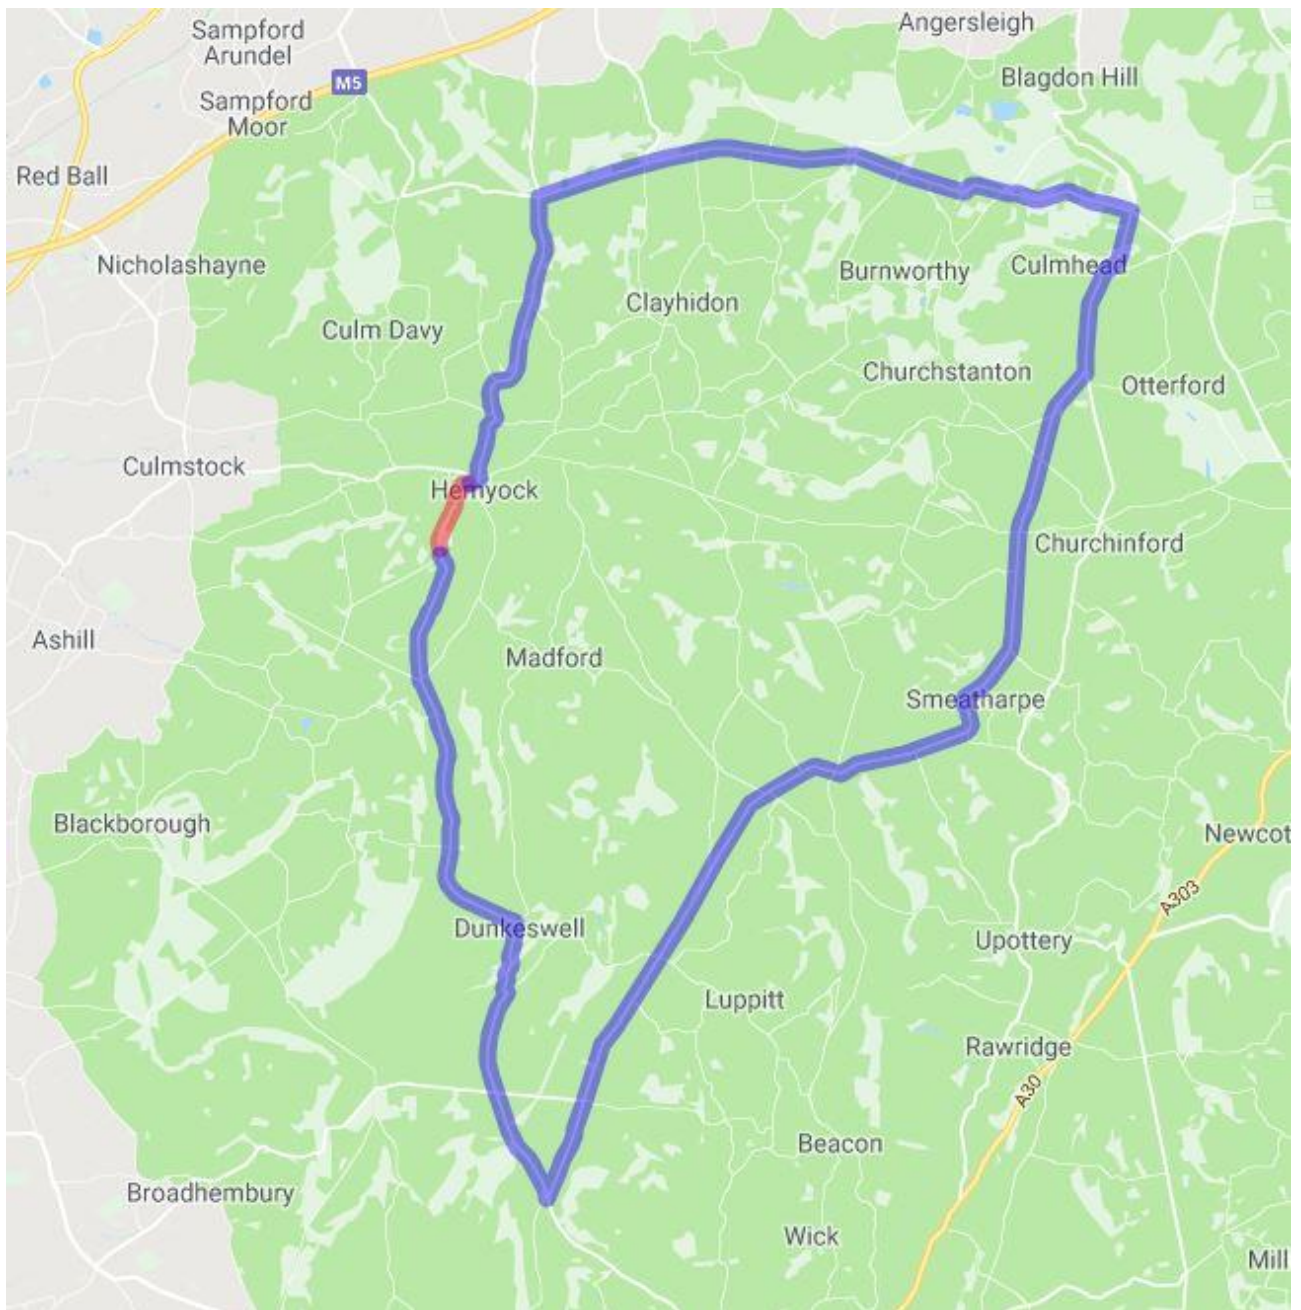 Angersleigh
Sampford
Arundel
Blagdon Hill
M5
Sampford
Moor
Red Ball
Nicholashayne
Culmhead
Burnworthy
Clayhidon
Culm Davy
Churchstanton
Otterford
Culmstock
Hemyock
Churchinford
Ashill
Madford
Smeatharpe
Blackborough
Newcot
A303
Dunkeswell
Upottery
Luppitt
Rawridge
A30
Beacon
Broadhembury
Wick
Mill